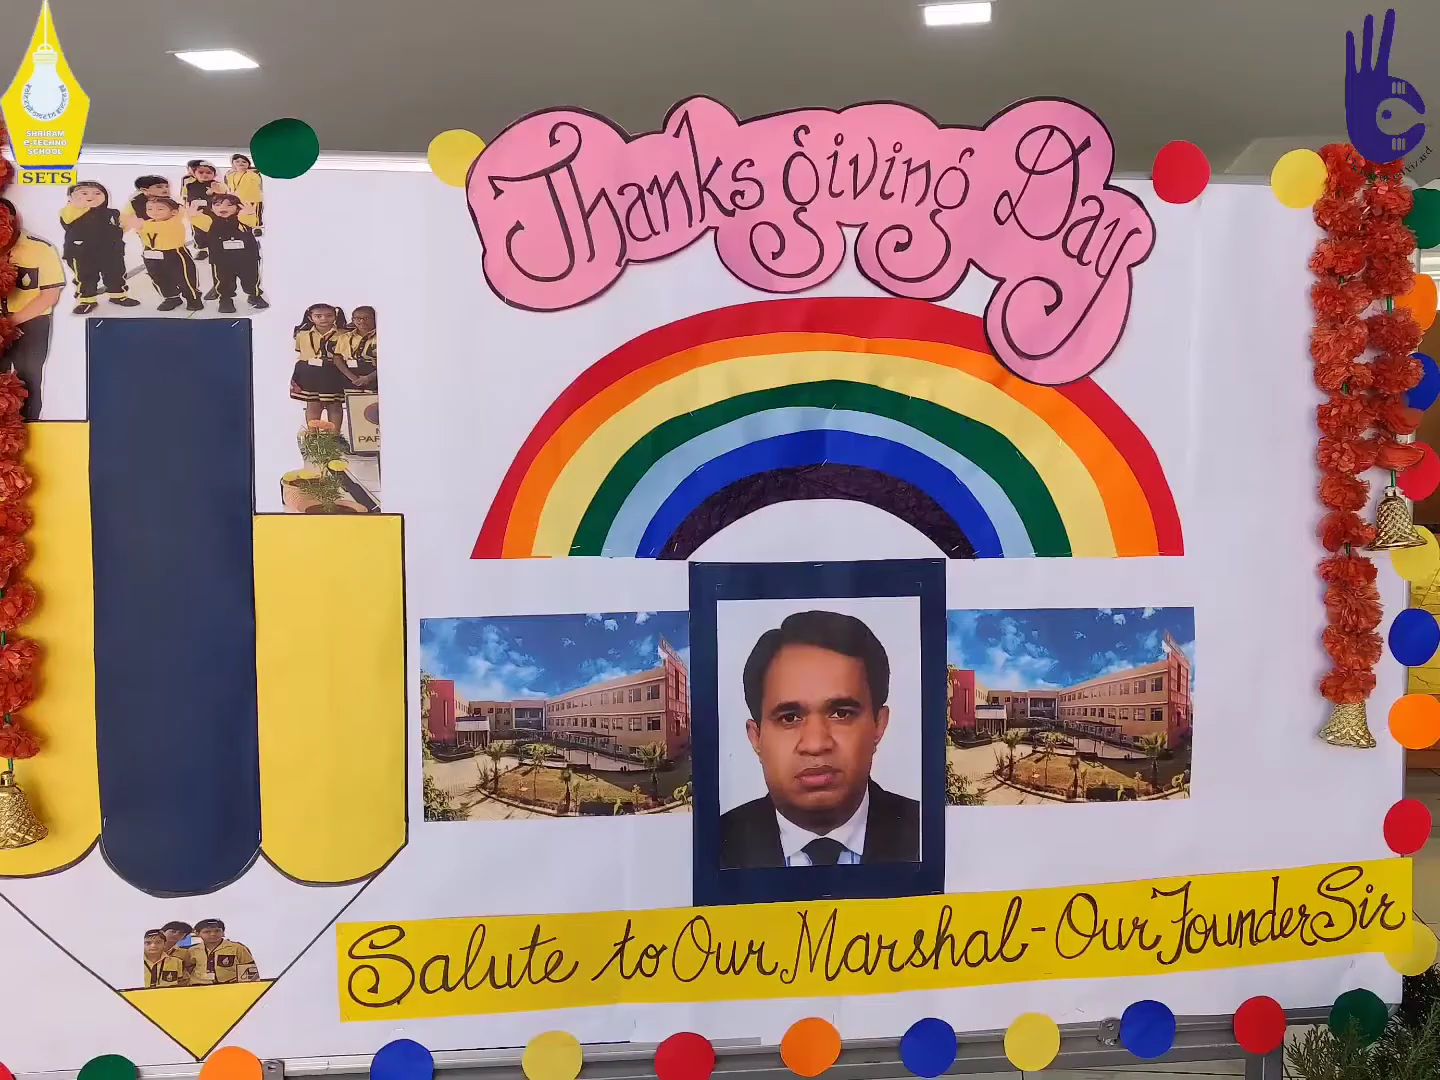 SHRIRAM
e-TECHNO
SCHOOL
SETS
Thanks giving Day
Salute to Our Marshal - Our Founder Sir